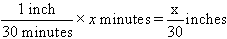 1 inch / 30 minutes × x minutes = x / 30 inches